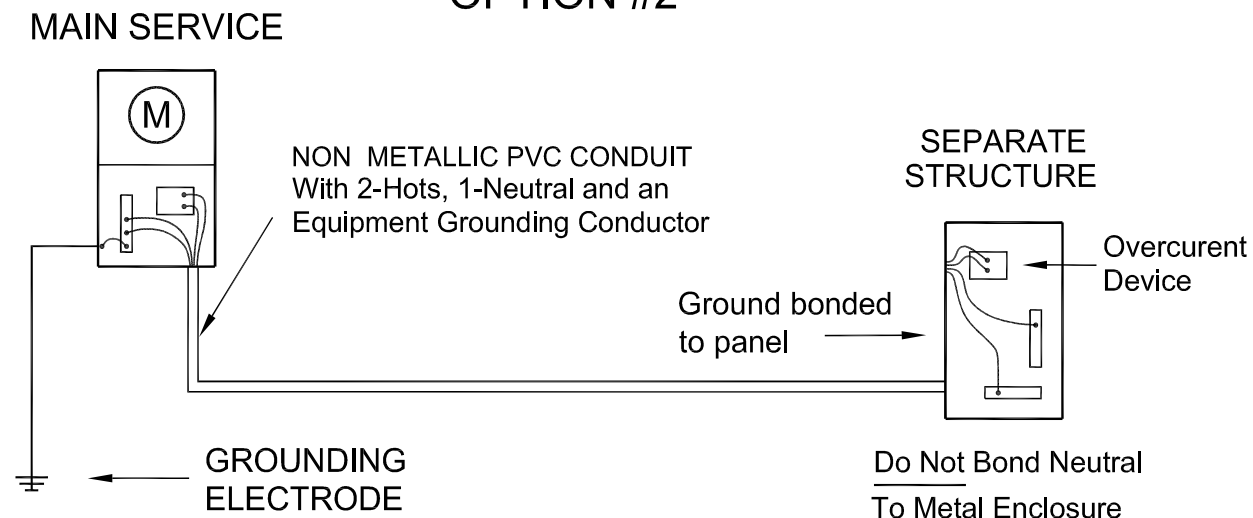 OPTION #2
MAIN SERVICE
M
NON METALLIC PVC CONDUIT
With 2-Hots, 1-Neutral and an
Equipment Grounding Conductor
SEPARATE
STRUCTURE
Overcurent
Device
Ground bonded
to panel
GROUNDING
ELECTRODE
Do Not Bond Neutral
To Metal Enclosure